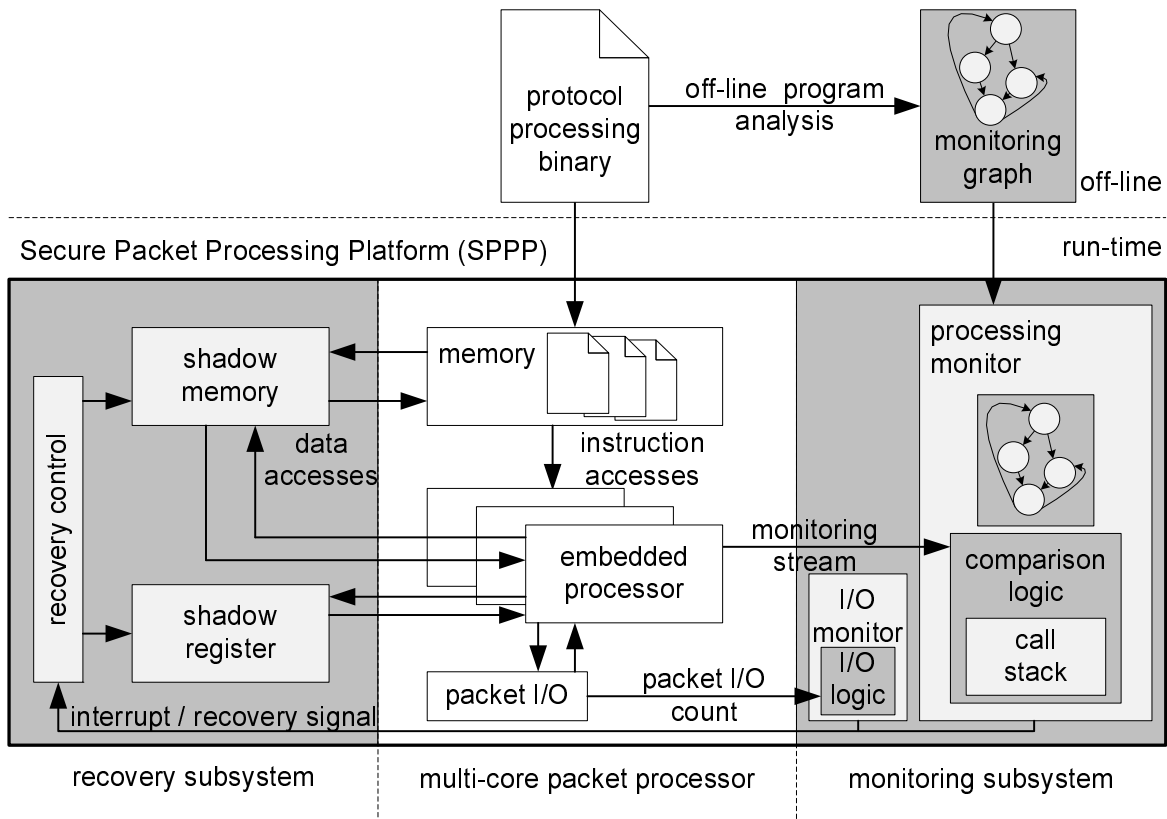 protocol
processing
binary
off-line program
analysis
monitoring
graph
off-line
Secure Packet Processing Platform (SPPP)
run-time
shadow
memory
memory
processing
monitor
recovery control
data
accesses
instruction
accesses
embedded
processor
monitoring
stream
comparison
logic
call
stack
shadow
register
I/O
monitor
I/O
logic
packet I/O
packet I/O
count
interrupt / recovery signal
recovery subsystem
multi-core packet processor
monitoring subsystem